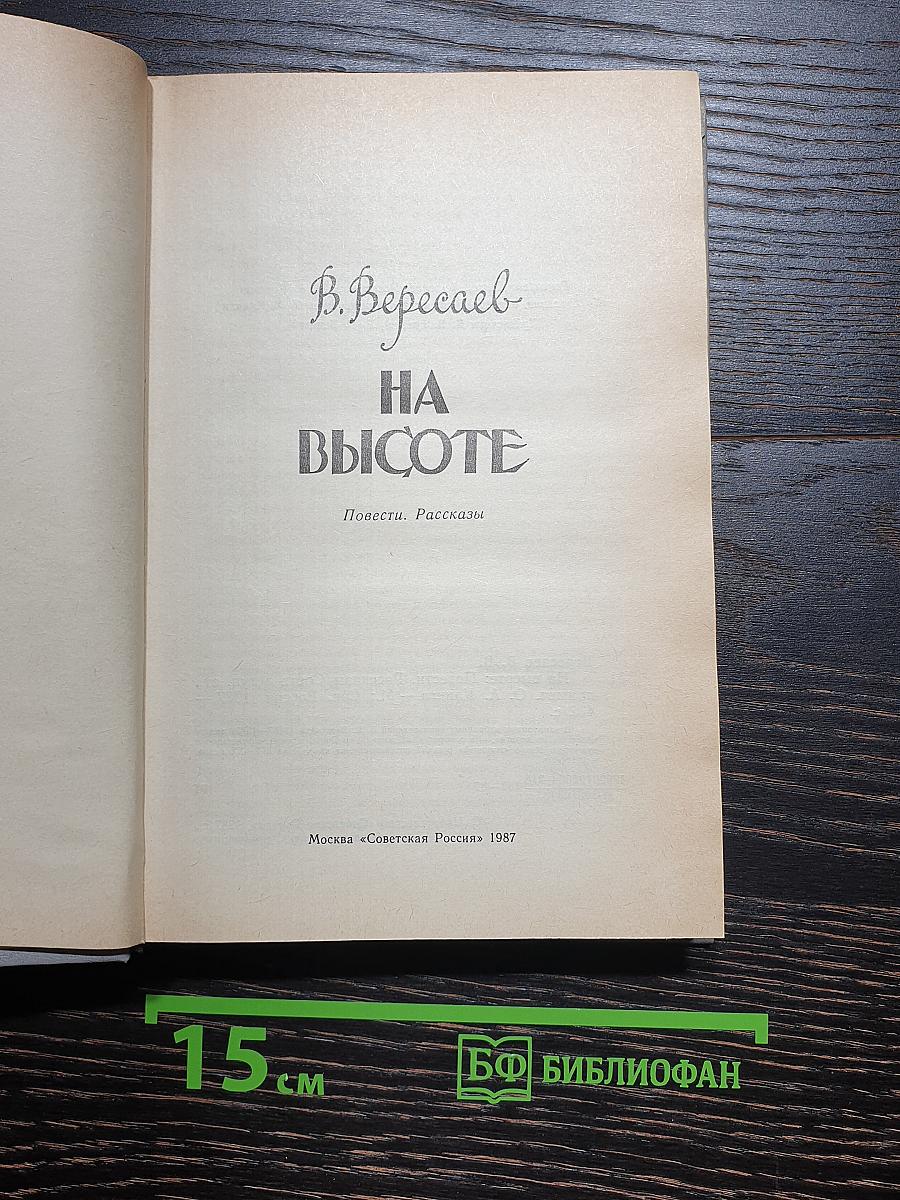 В. Вересаев
НА
ВЫСОТЕ
Повести. Рассказы
Москва «Советская Россия» 1987
15 см
БФ БИБЛИОФАН